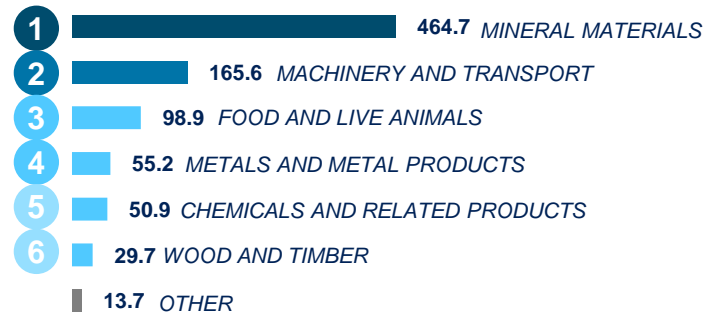 1 464.7 MINERAL MATERIALS
2 165.6 MACHINERY AND TRANSPORT
3 98.9 FOOD AND LIVE ANIMALS
4 55.2 METALS AND METAL PRODUCTS
5 50.9 CHEMICALS AND RELATED PRODUCTS
6 29.7 WOOD AND TIMBER
13.7 OTHER